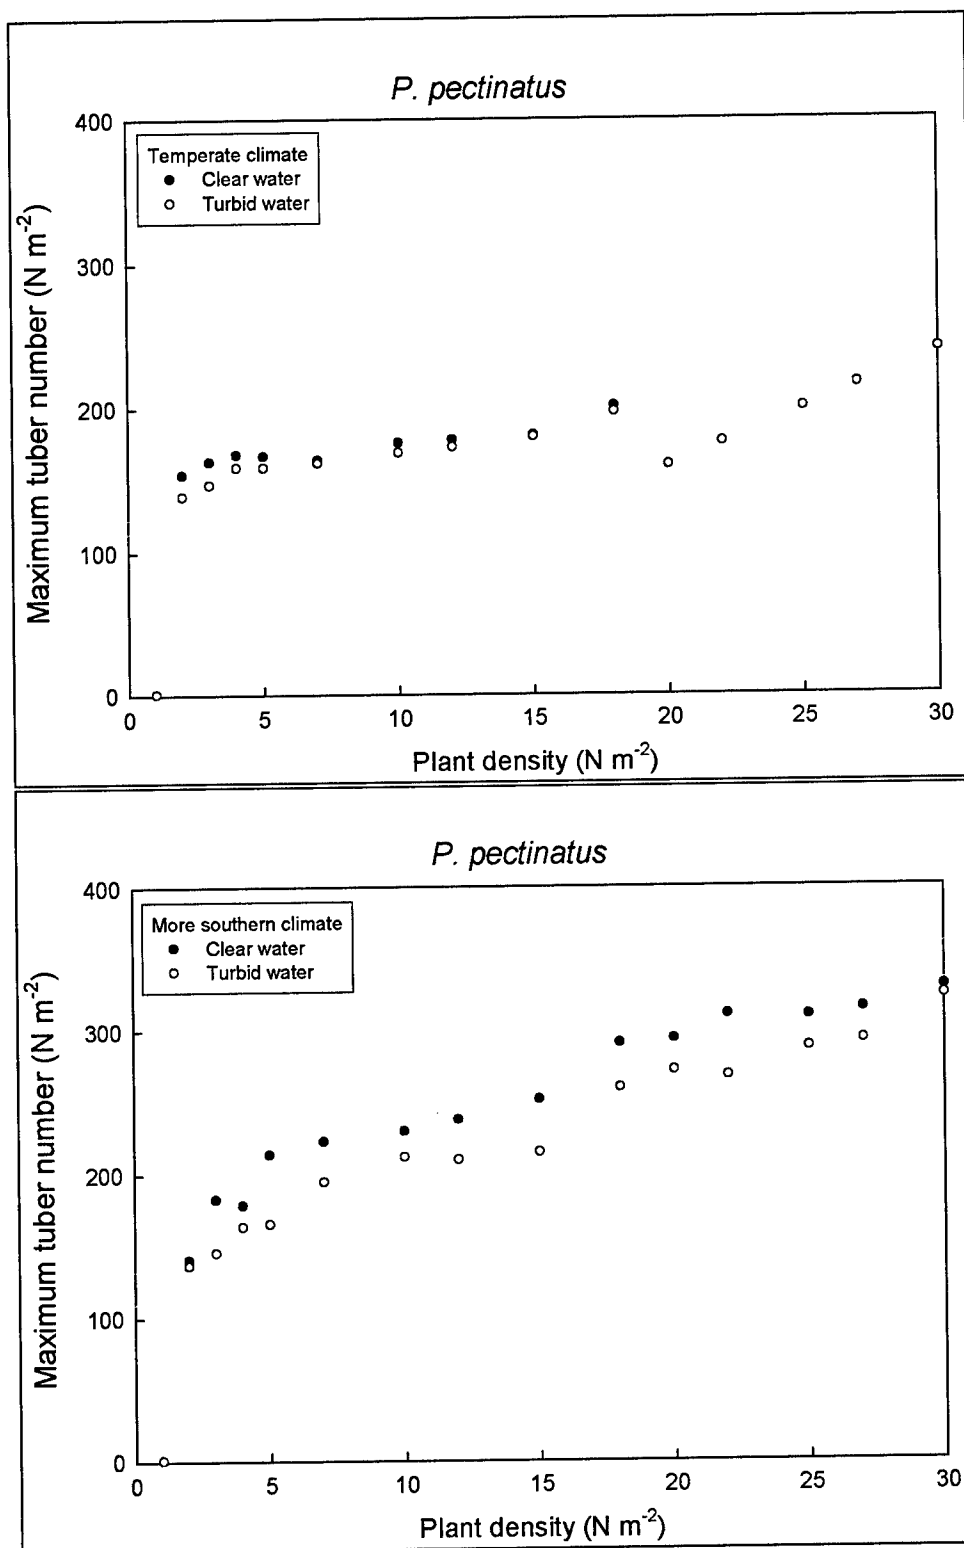 P. pectinatus
400
300
200
100
0
Temperate climate
Clear water
Turbid water
Maximum tuber number (N m-2)
0 5 10 15 20 25 30
Plant density (N m-2)
P. pectinatus
400
300
200
100
0
More southern climate
Clear water
Turbid water
Maximum tuber number (N m-2)
0 5 10 15 20 25 30
Plant density (N m-2)